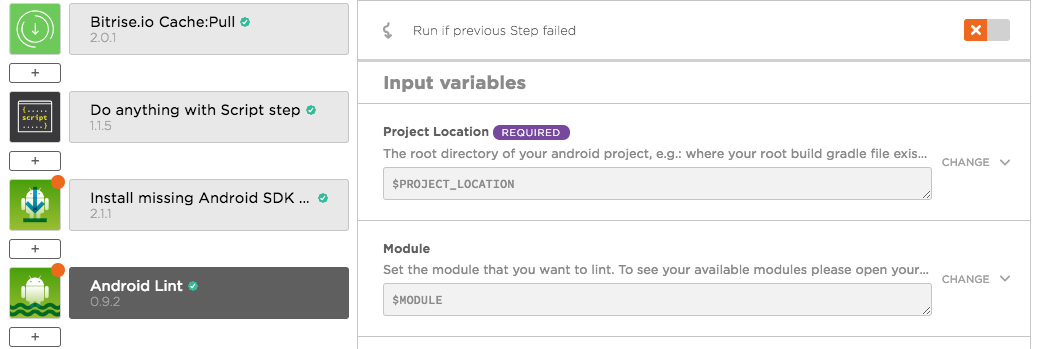 Bitrise.io Cache:Pull
2.0.1
+
{.....
script
.....}
Do anything with Script step
1.1.5
+
Install missing Android SDK ...
2.1.1
+
Android Lint
0.9.2
+
Run if previous Step failed
Input variables
Project Location REQUIRED
The root directory of your android project, e.g.: where your root build gradle file exis...
CHANGE
$PROJECT_LOCATION
Module
Set the module that you want to lint. To see your available modules please open your...
CHANGE
$MODULE